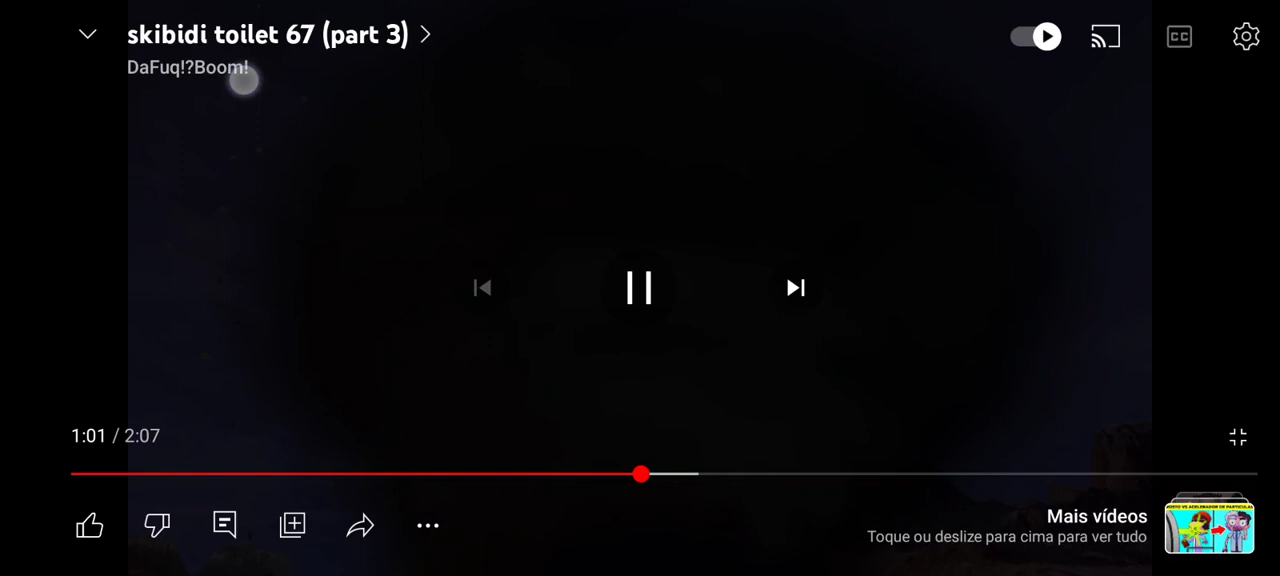 skibidi toilet 67 (part 3)
DaFuq!?Boom!
CC
1:01 / 2:07
Mais vídeos
Toque ou deslize para cima para ver tudo